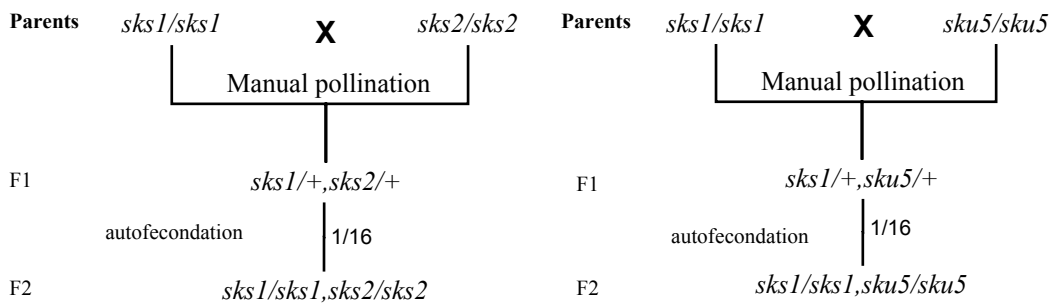 Parents sks1/sks1 X sks2/sks2
Manual pollination
F1 sks1/+,sks2/+
autofecondation 1/16
F2 sks1/sks1,sks2/sks2
Parents sks1/sks1 X sku5/sku5
Manual pollination
F1 sks1/+,sku5/+
autofecondation 1/16
F2 sks1/sks1,sku5/sku5